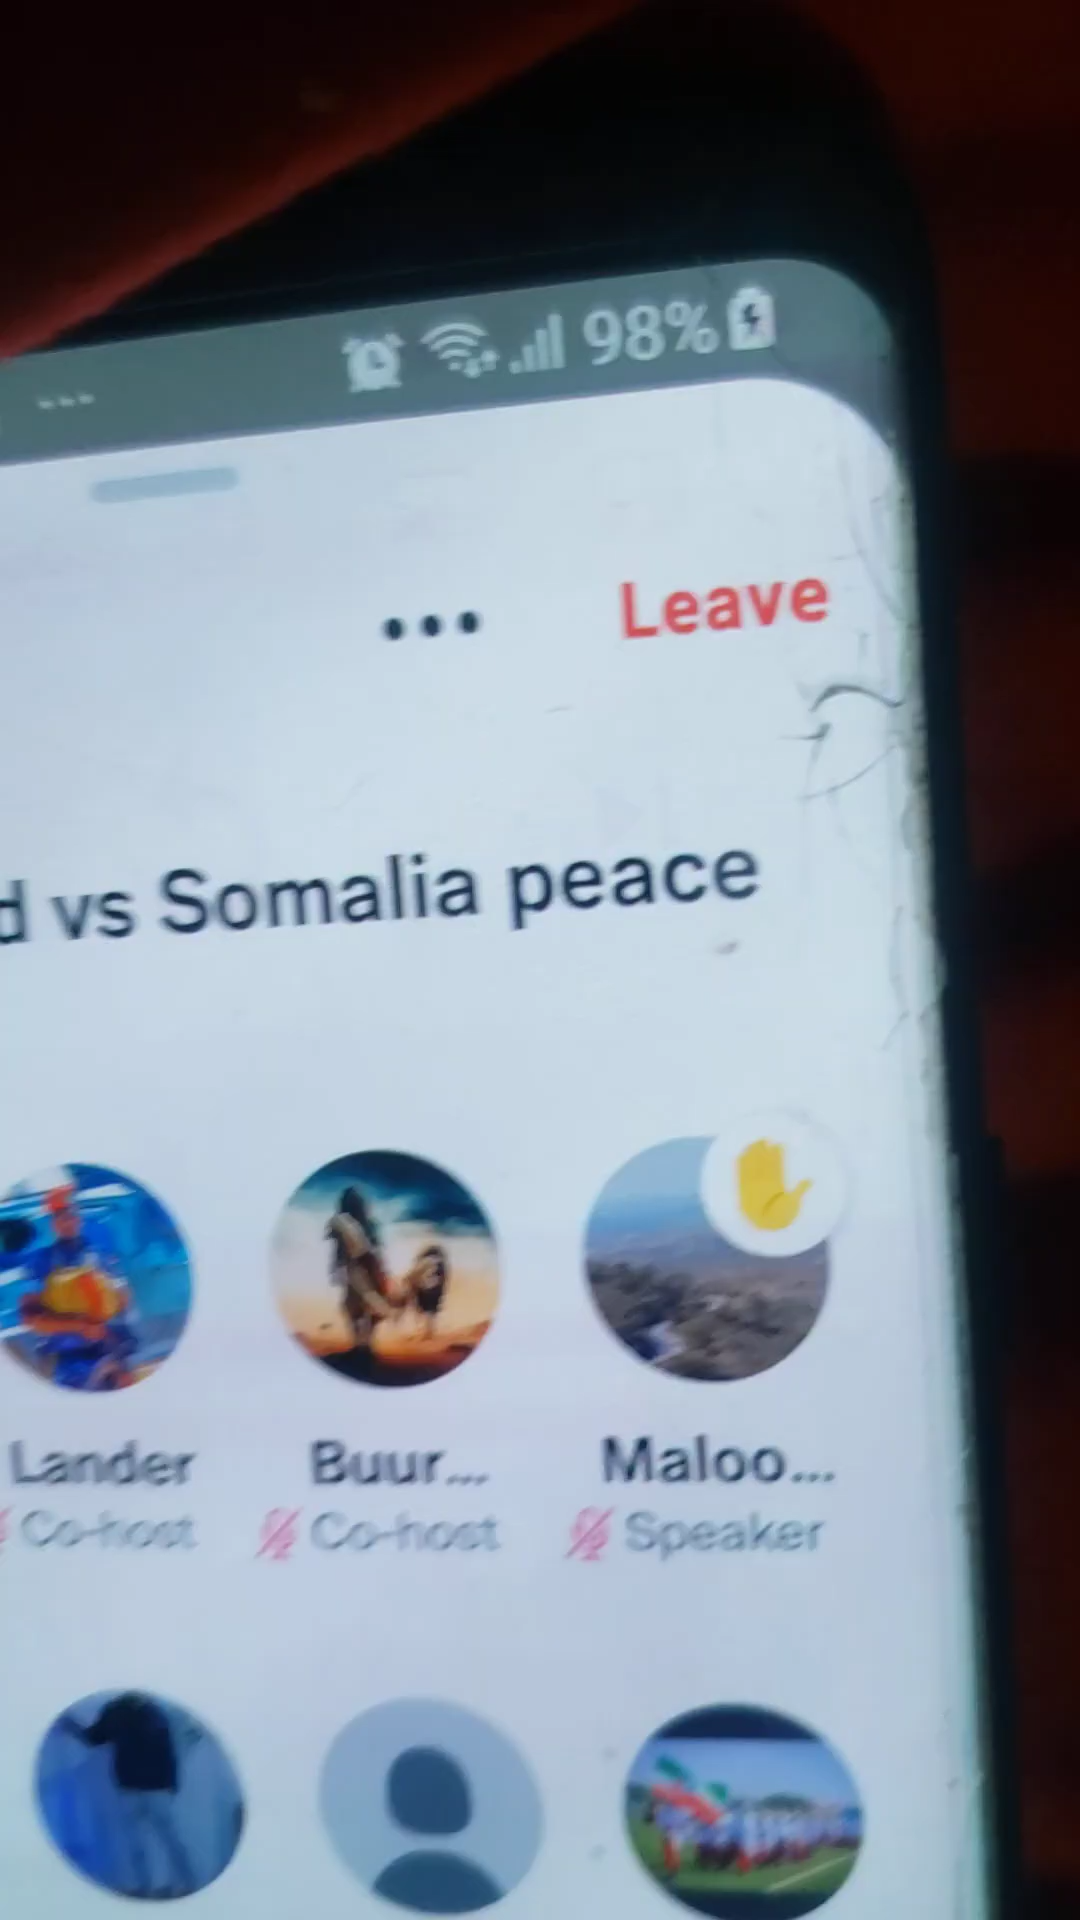 98%
Leave
d vs Somalia peace
Lander Buur... Maloo...
Co-host Co-host Speaker